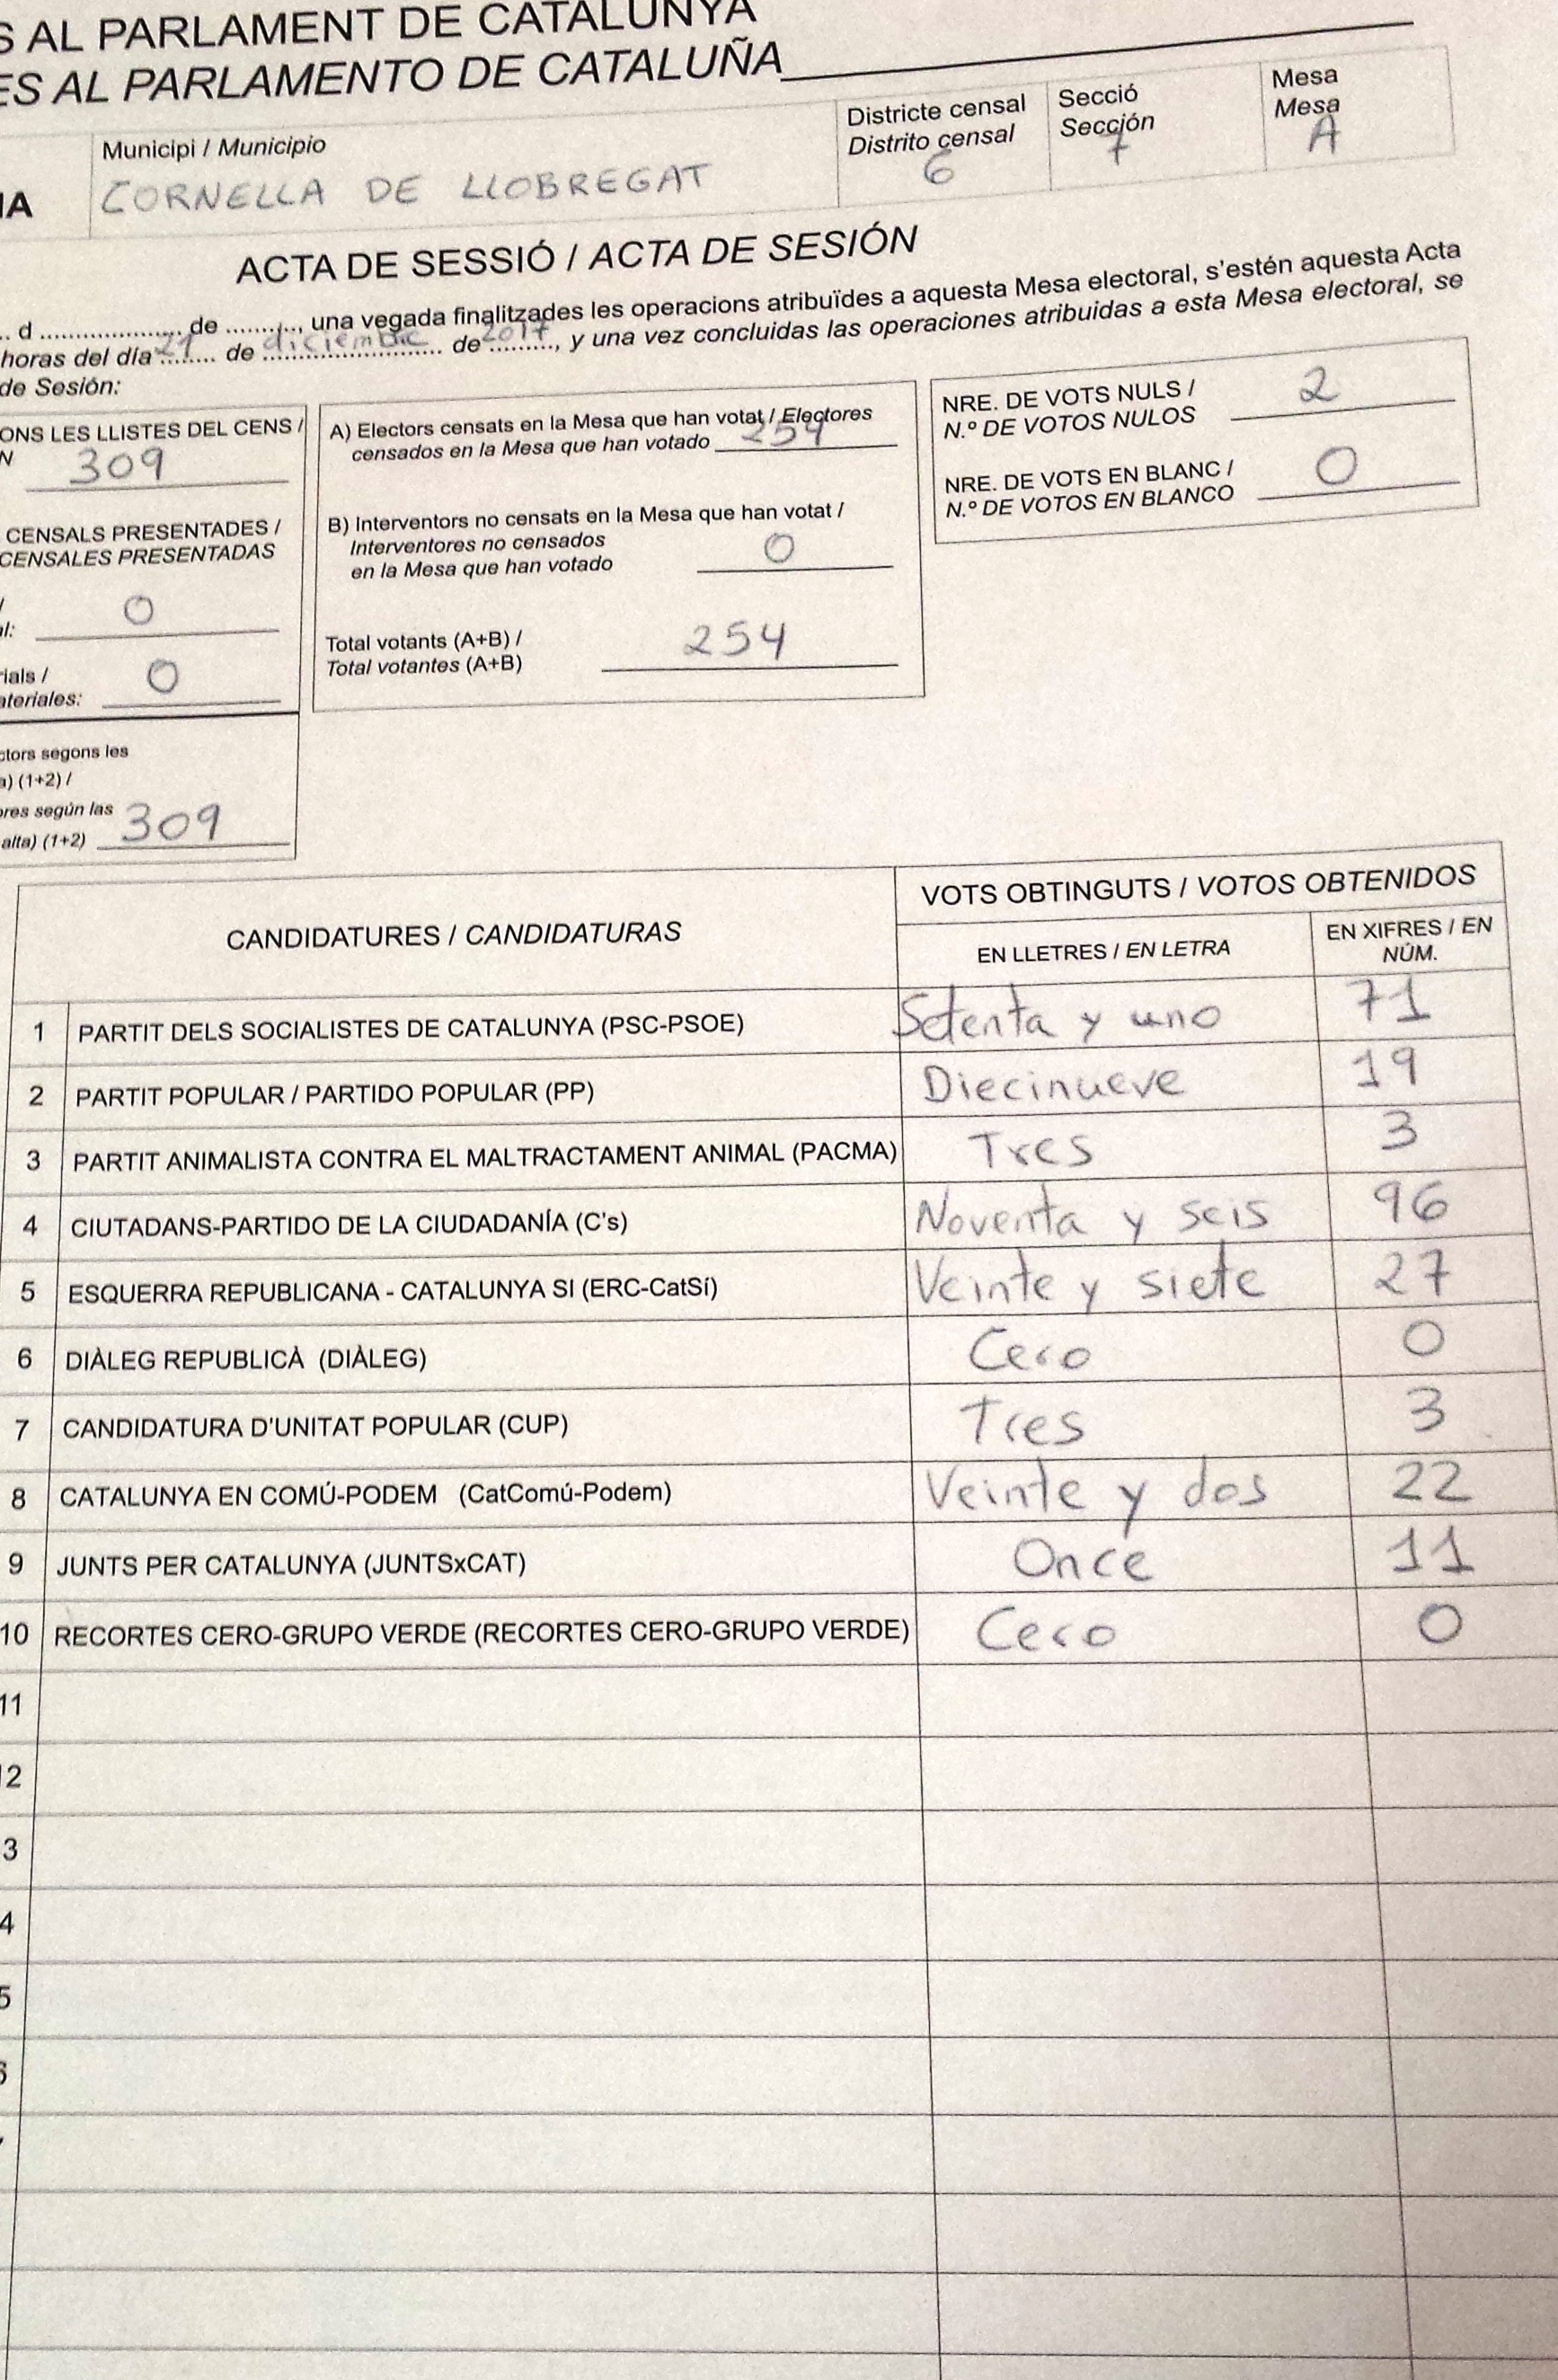 S AL PARLAMENT DE CATALUNYA
ES AL PARLAMENTO DE CATALUÑA
Municipi / Municipio
CORNELLA DE LLOBREGAT
Districte censal
Distrito censal
6
Secció
Sección
7
Mesa
Mesa
A
IA
ACTA DE SESSIÓ / ACTA DE SESIÓN
.. d .................... de .........., una vegada finalitzades les operacions atribuïdes a aquesta Mesa electoral, s'estén aquesta Acta
horas del día 21 de diciembre de 2017, y una vez concluidas las operaciones atribuidas a esta Mesa electoral, se
de Sesión:
ONS LES LLISTES DEL CENS /
N
309
CENSALS PRESENTADES /
CENSALES PRESENTADAS
/
al: 0
rials /
ateriales: 0
ctors segons les
a) (1+2) /
ores según las
alta) (1+2) 309
A) Electors censats en la Mesa que han votat / Electores
censados en la Mesa que han votado 254
B) Interventors no censats en la Mesa que han votat /
Interventores no censados
en la Mesa que han votado 0
Total votants (A+B) /
Total votantes (A+B) 254
NRE. DE VOTS NULS /
N.º DE VOTOS NULOS 2
NRE. DE VOTS EN BLANC /
N.º DE VOTOS EN BLANCO 0
CANDIDATURES / CANDIDATURAS
VOTS OBTINGUTS / VOTOS OBTENIDOS
EN LLETRES / EN LETRA
EN XIFRES / EN
NÚM.
1 PARTIT DELS SOCIALISTES DE CATALUNYA (PSC-PSOE) Setenta y uno 71
2 PARTIT POPULAR / PARTIDO POPULAR (PP) Diecinueve 19
3 PARTIT ANIMALISTA CONTRA EL MALTRACTAMENT ANIMAL (PACMA) Tres 3
4 CIUTADANS-PARTIDO DE LA CIUDADANÍA (C's) Noventa y seis 96
5 ESQUERRA REPUBLICANA - CATALUNYA SI (ERC-CatSí) Veinte y siete 27
6 DIÀLEG REPUBLICÀ (DIÀLEG) Cero 0
7 CANDIDATURA D'UNITAT POPULAR (CUP) Tres 3
8 CATALUNYA EN COMÚ-PODEM (CatComú-Podem) Veinte y dos 22
9 JUNTS PER CATALUNYA (JUNTSxCAT) Once 11
10 RECORTES CERO-GRUPO VERDE (RECORTES CERO-GRUPO VERDE) Cero 0
11
12
3
4
5
6